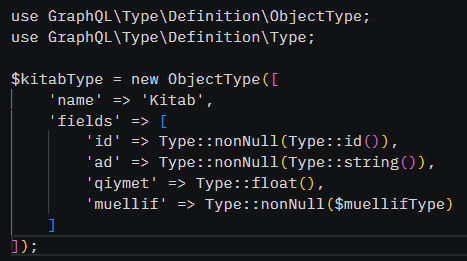 use GraphQL\Type\Definition\ObjectType;
use GraphQL\Type\Definition\Type;

$kitabType = new ObjectType([
    'name' => 'Kitab',
    'fields' => [
        'id' => Type::nonNull(Type::id()),
        'ad' => Type::nonNull(Type::string()),
        'qiymet' => Type::float(),
        'muellif' => Type::nonNull($muellifType)
    ]
]);